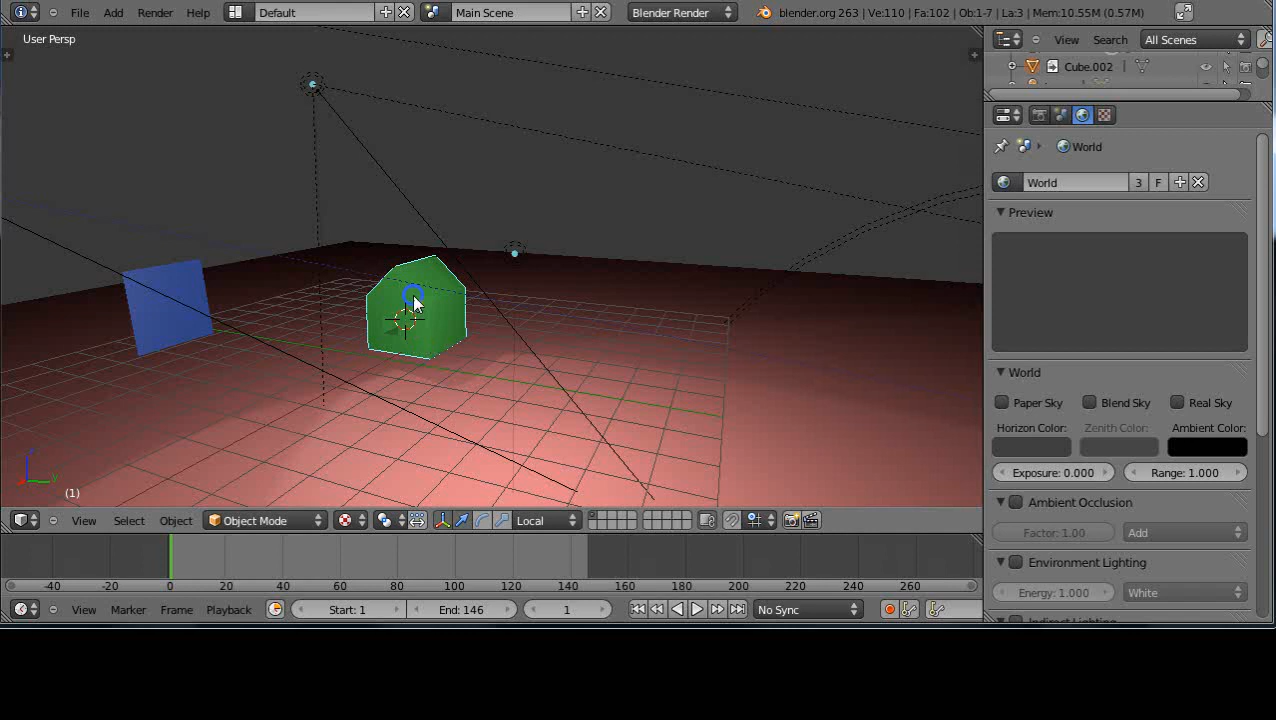 File Add Render Help Default Main Scene Blender Render blender.org 263 | Ve:110 | Fa:102 | Ob:1-7 | La:3 | Mem:10.55M (0.57M)
User Persp
View Search All Scenes
Cube.002
World
World 3 F
Preview
World
Paper Sky Blend Sky Real Sky
Horizon Color: Zenith Color: Ambient Color:
Exposure: 0.000 Range: 1.000
Ambient Occlusion
Factor: 1.00 Add
Environment Lighting
Energy: 1.000 White
Indirect Lighting
z
y
x
(1)
View Select Object Object Mode Local
-40 -20 0 20 40 60 80 100 120 140 160 180 200 220 240 260
View Marker Frame Playback Start: 1 End: 146 1 No Sync